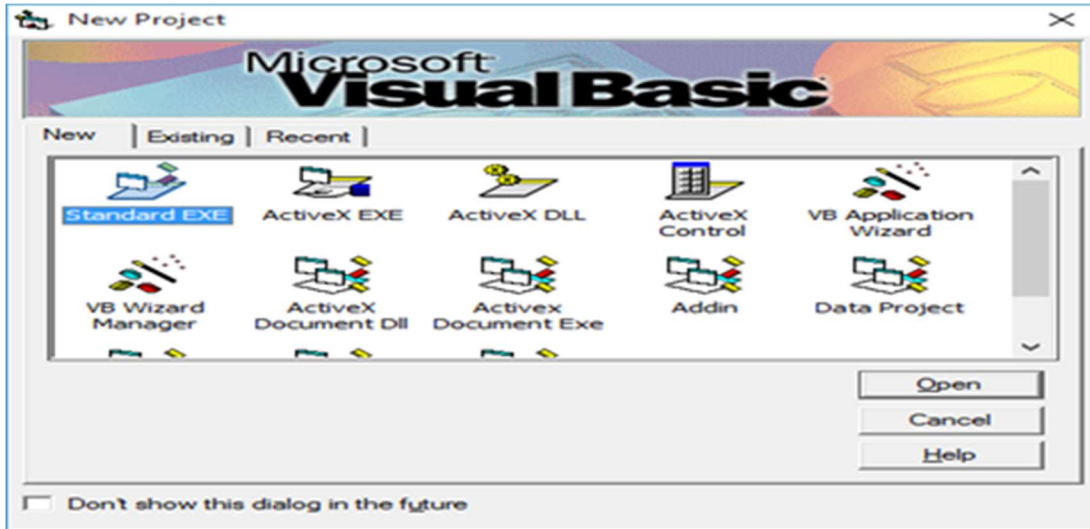 New Project
Microsoft
Visual Basic
New Existing Recent
Standard EXE ActiveX EXE ActiveX DLL ActiveX Control VB Application Wizard
VB Wizard Manager ActiveX Document Dll Activex Document Exe Addin Data Project
Open
Cancel
Help
Don't show this dialog in the future